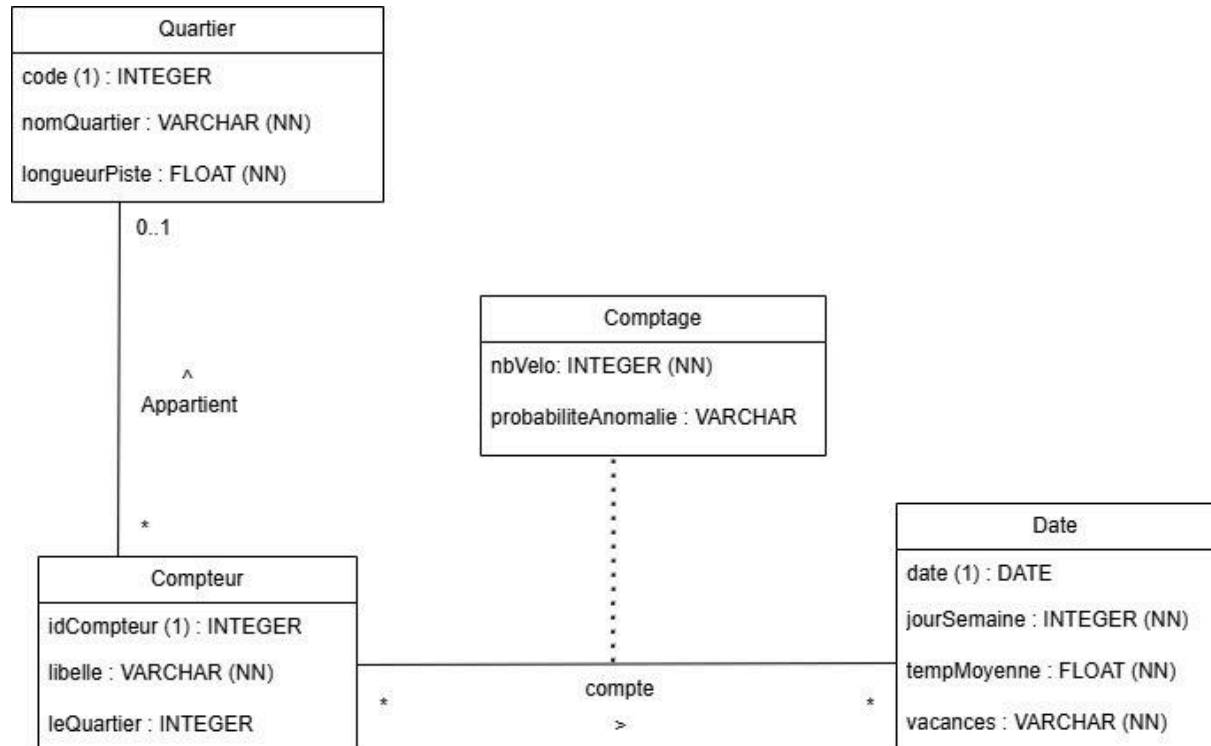 Quartier
code (1) : INTEGER
nomQuartier : VARCHAR (NN)
longueurPiste : FLOAT (NN)
0..1
^
Appartient
*
Comptage
nbVelo: INTEGER (NN)
probabiliteAnomalie : VARCHAR
Compteur
idCompteur (1) : INTEGER
libelle : VARCHAR (NN)
leQuartier : INTEGER
*
compte
>
*
Date
date (1) : DATE
jourSemaine : INTEGER (NN)
tempMoyenne : FLOAT (NN)
vacances : VARCHAR (NN)